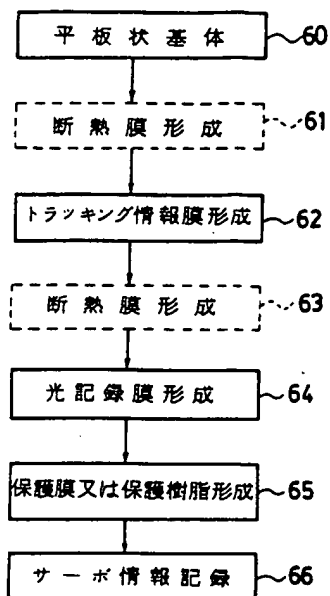 平板状基体 60
断熱膜形成 61
トラッキング情報膜形成 62
断熱膜形成 63
光記録膜形成 64
保護膜又は保護樹脂形成 65
サーボ情報記録 66